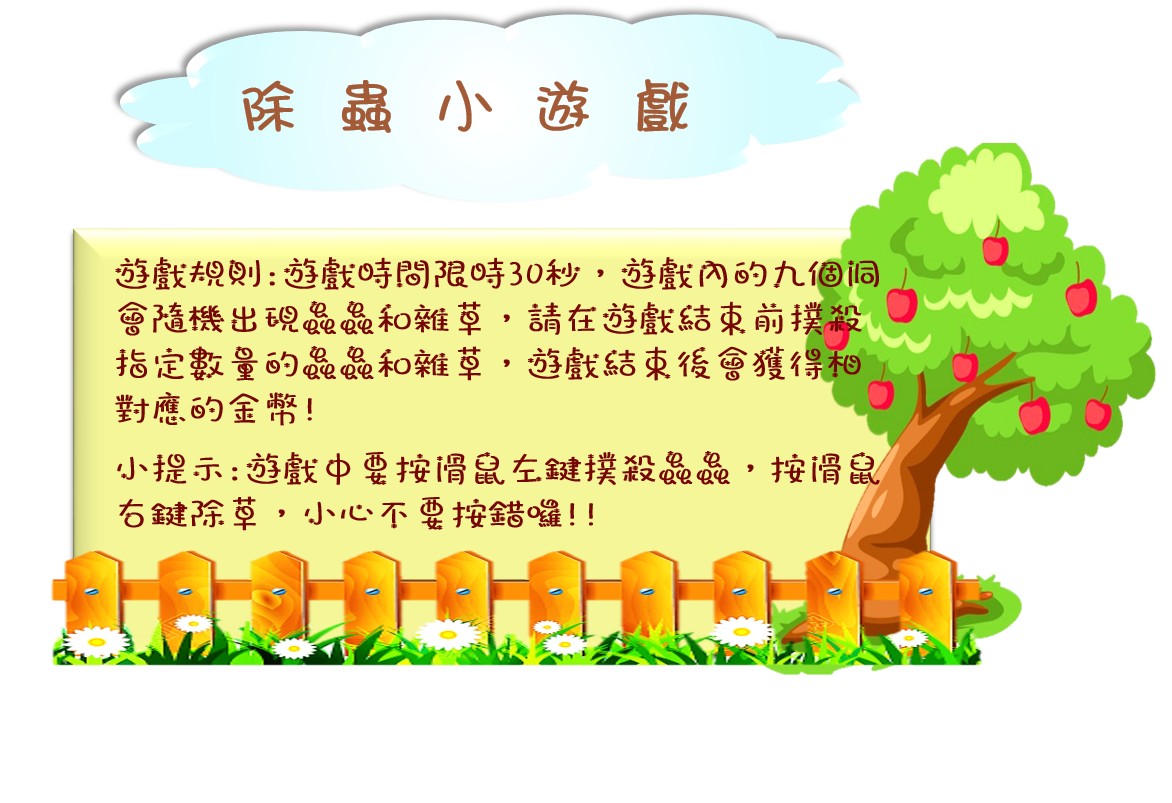 除蟲小遊戲
遊戲規則:遊戲時間限時30秒，遊戲內的九個洞
會隨機出現蟲蟲和雜草，請在遊戲結束前撲殺
指定數量的蟲蟲和雜草，遊戲結束後會獲得相
對應的金幣!
小提示:遊戲中要按滑鼠左鍵撲殺蟲蟲，按滑鼠
右鍵除草，小心不要按錯囉!!